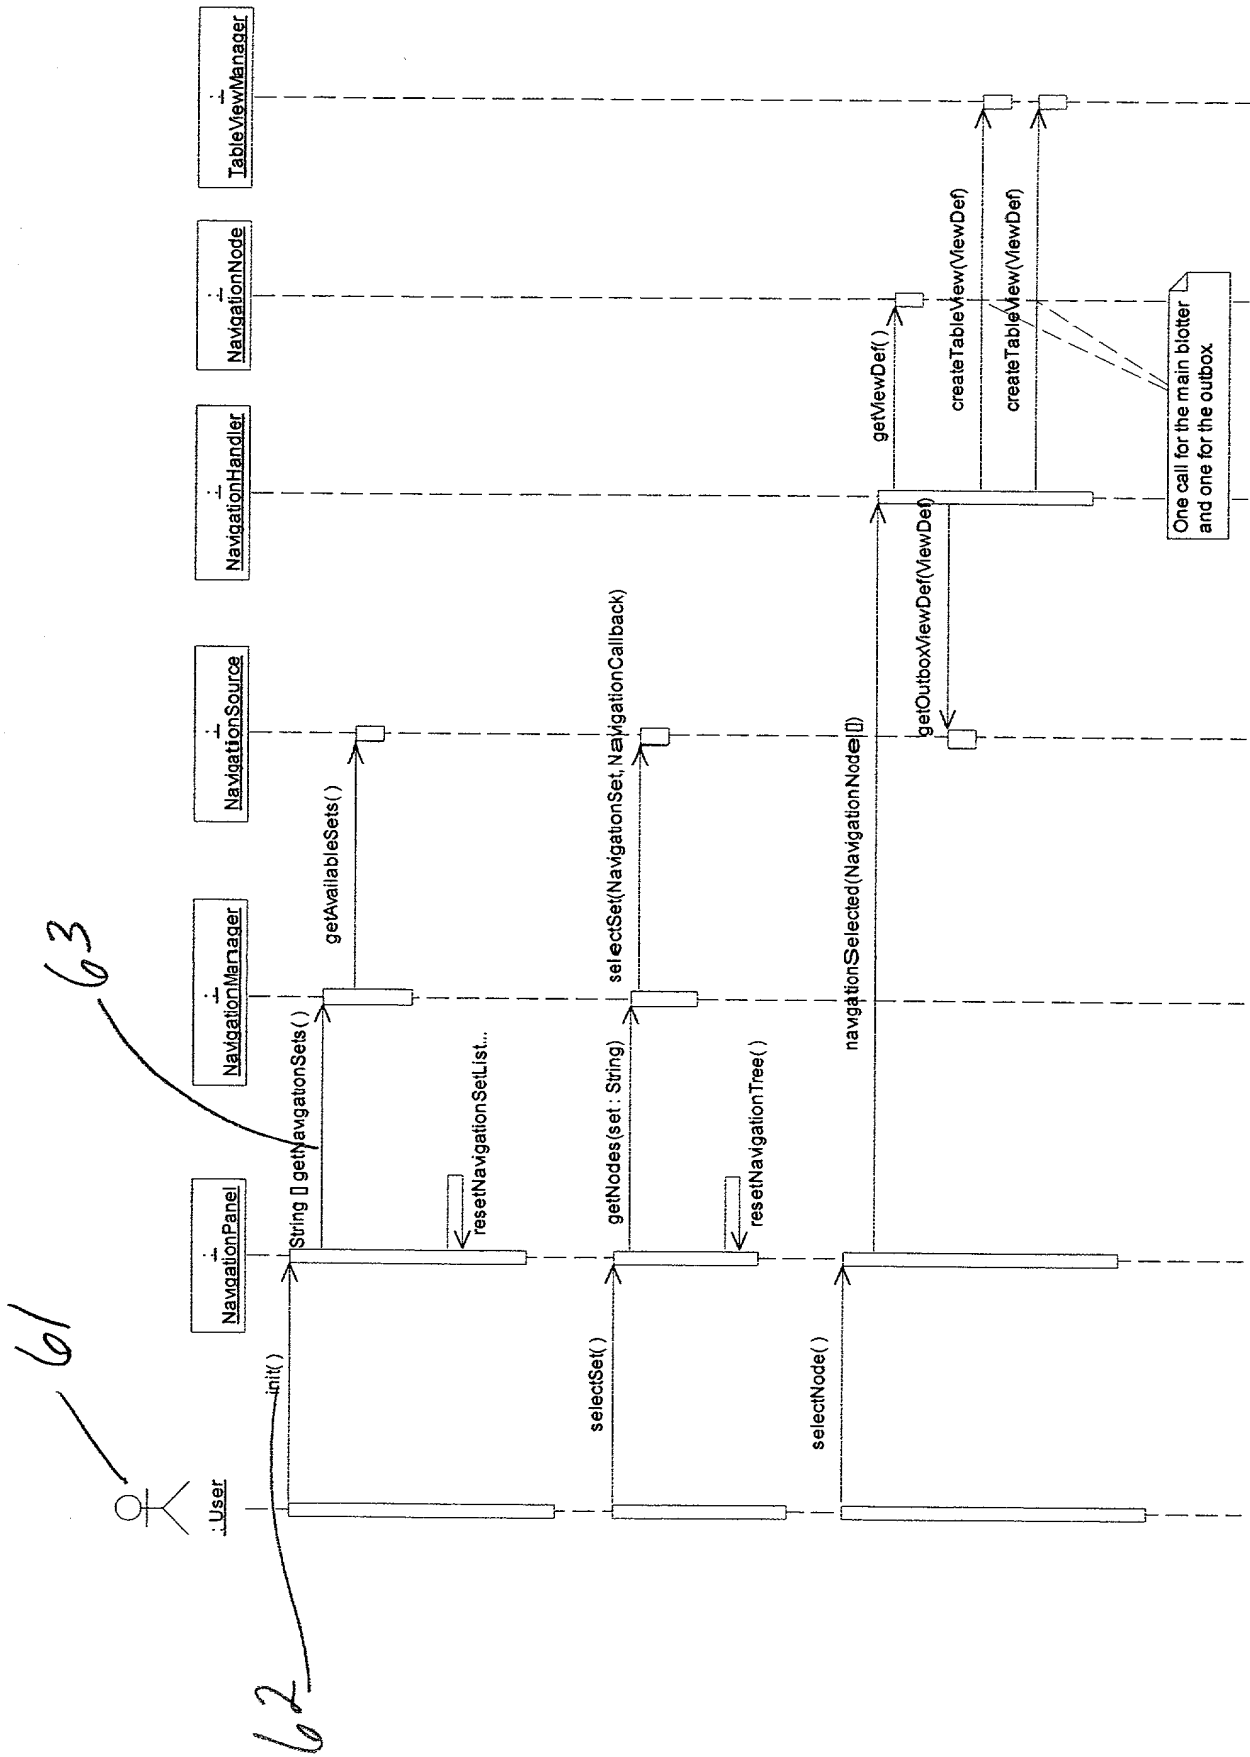 61
62
63
: User
:
NavigationPanel
:
NavigationManager
:
NavigationSource
:
NavigationHandler
:
NavigationNode
:
TableViewManager
init( )
String [] getNavigationSets( )
getAvailableSets( )
resetNavigationSetList...
selectSet( )
getNodes(set : String)
selectSet(NavigationSet, NavigationCallback)
resetNavigationTree( )
selectNode( )
navigationSelected(NavigationNode [])
getViewDef( )
getOutboxViewDef(ViewDef)
createTableView(ViewDef)
createTableView(ViewDef)
One call for the main blotter
and one for the outbox